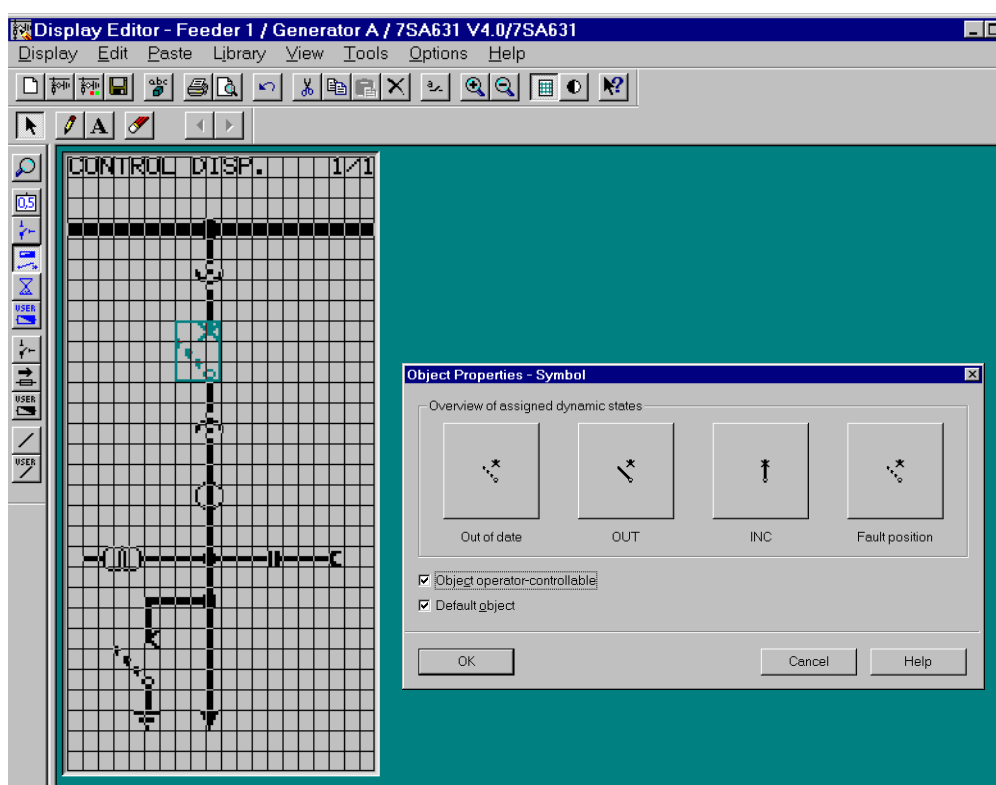 Display Editor - Feeder 1 / Generator A / 7SA631 V4.0/7SA631
Display Edit Paste Library View Tools Options Help
abc
A
CONTROL DISP. 1/1
0,5
USER
USER
USER
Object Properties - Symbol
Overview of assigned dynamic states
Out of date OUT INC Fault position
Object operator-controllable
Default object
OK Cancel Help